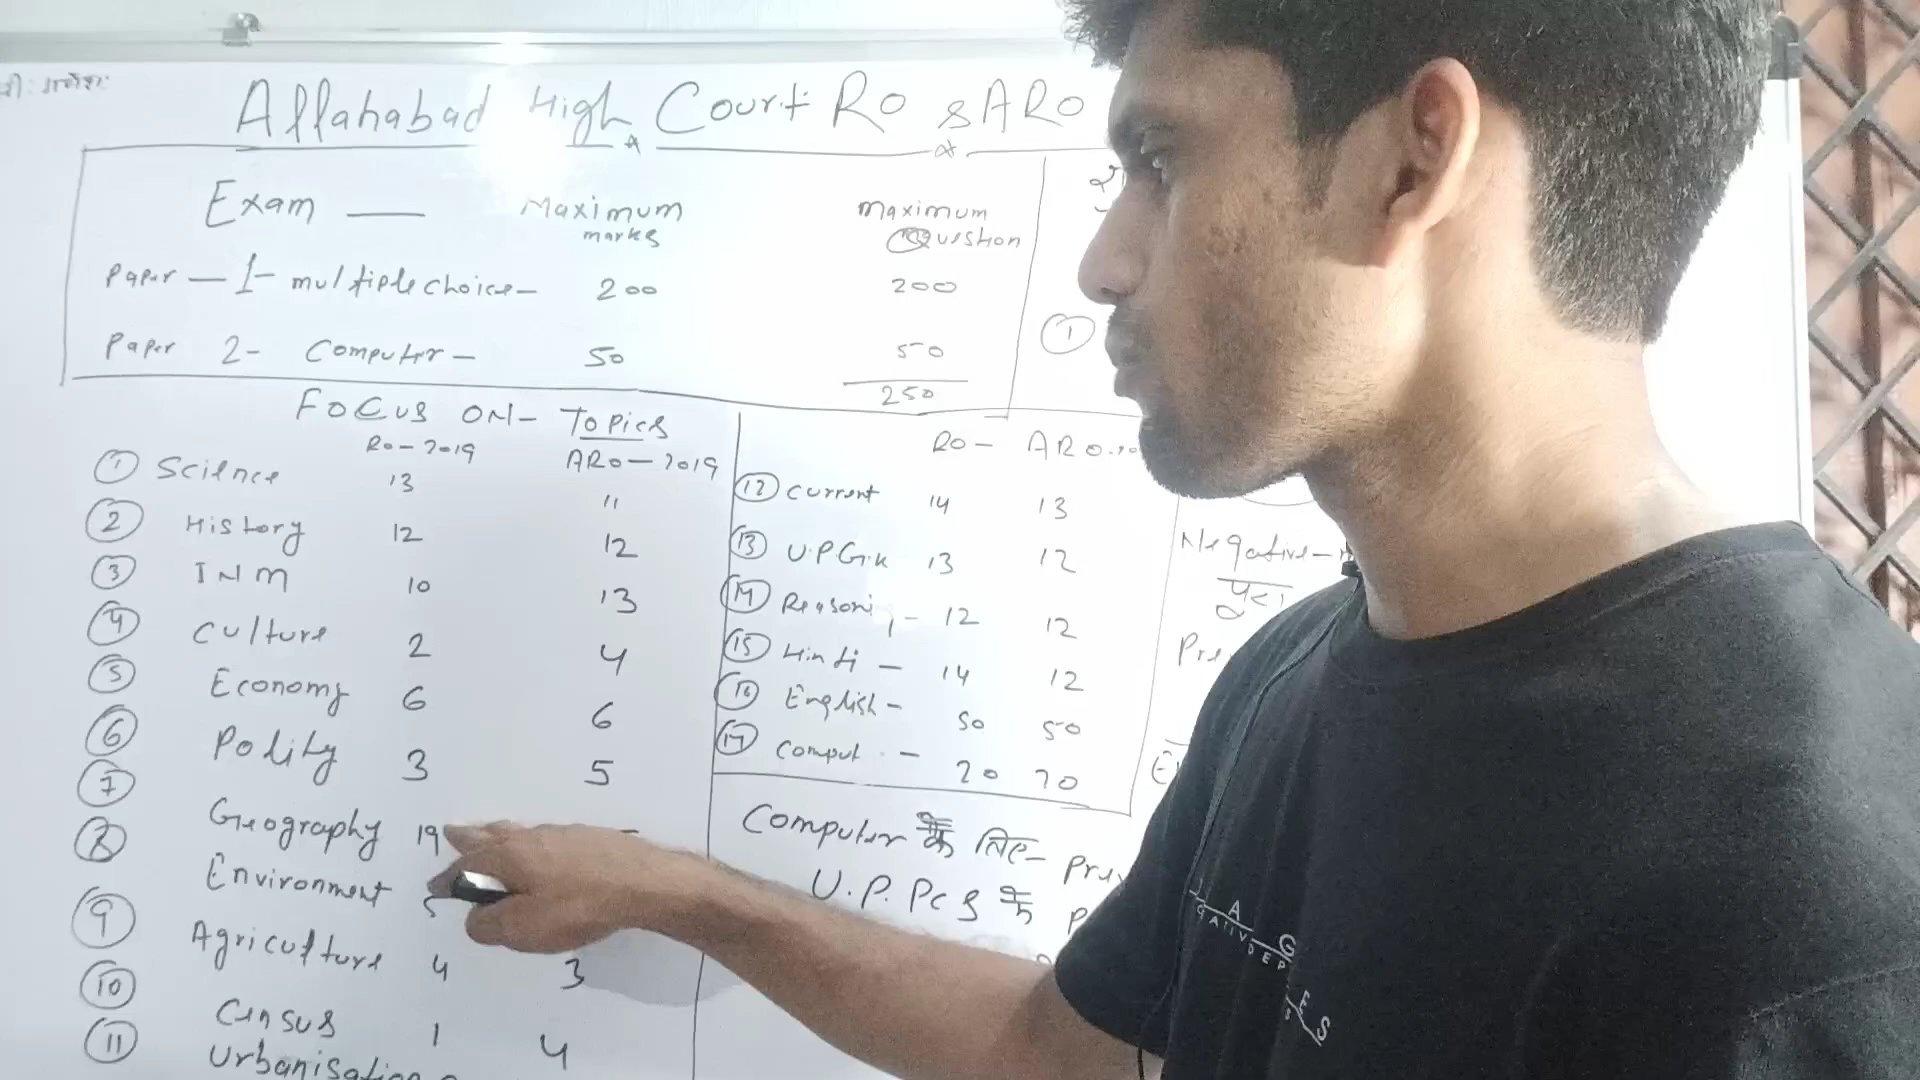 Allahabad High Court RO & ARO
Exam — Maximum marks Maximum Question
Paper — 1 - multiple choice - 200 200
Paper 2 - Computer - 50 50
250
FOCUS ON - Topics
RO - 2019 ARO - 2019
① Science 13 11
② History 12 12
③ INM 10 13
④ Culture 2 4
⑤ Economy 6 6
⑥ Polity 3 5
⑦ Geography 19
⑧ Environment 5
⑨ Agriculture 4 3
⑩ Census 1 4
⑪ Urbanisation
RO - ARO
⑫ Current 14 13
⑬ U.P G.K 13 12
⑭ Reasoning - 12 12
⑮ Hindi - 14 12
⑯ English - 50 50
⑰ Comput - 20 20
Computer के लिए -
U.P.PCS के
①
Negative -